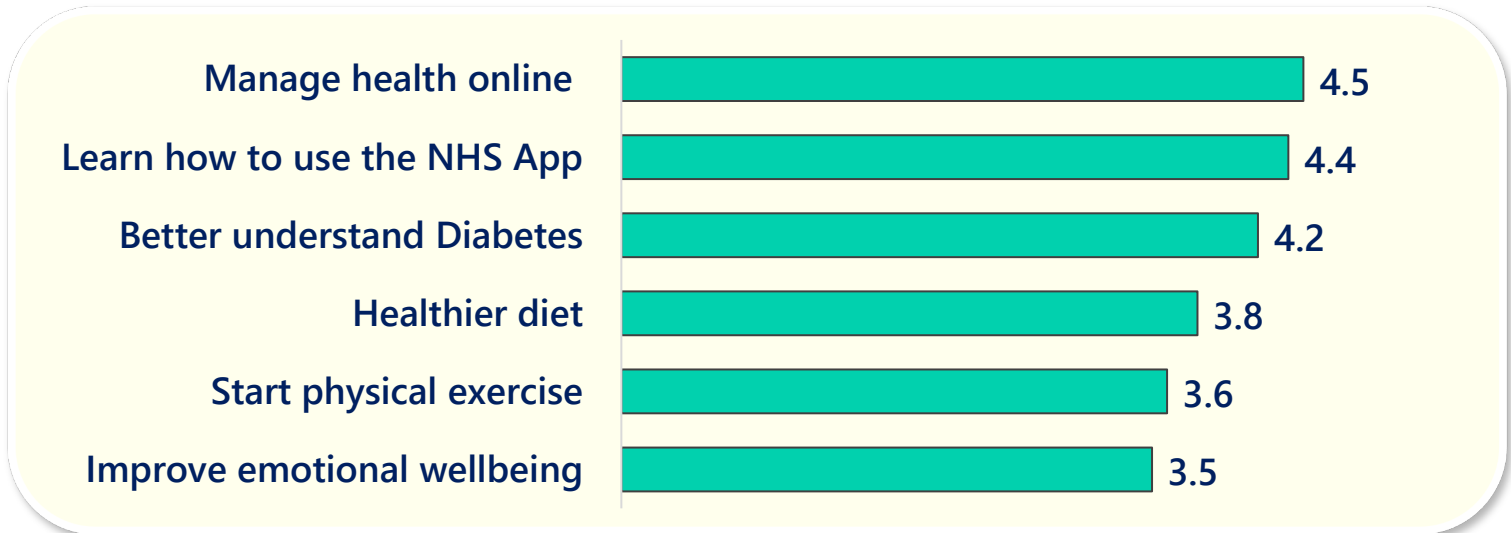 Manage health online 4.5
Learn how to use the NHS App 4.4
Better understand Diabetes 4.2
Healthier diet 3.8
Start physical exercise 3.6
Improve emotional wellbeing 3.5